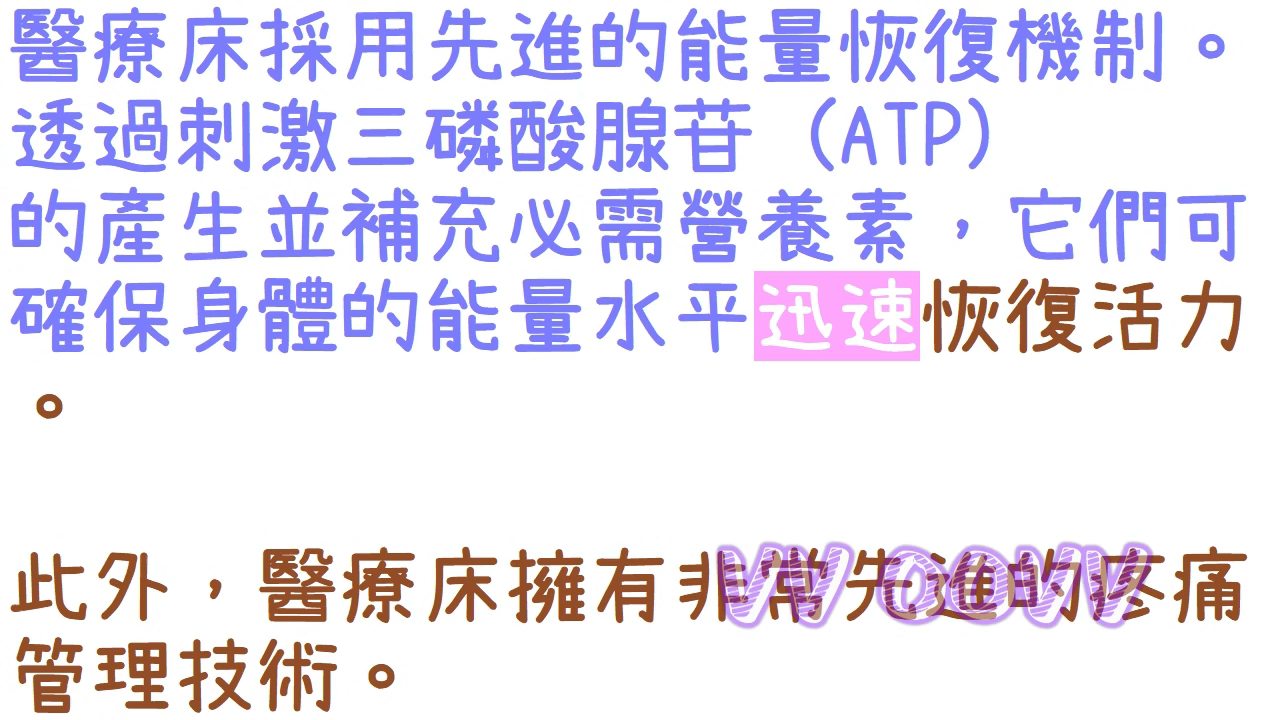 醫療床採用先進的能量恢復機制。
透過刺激三磷酸腺苷（ATP）
的產生並補充必需營養素，它們可
確保身體的能量水平迅速恢復活力
。
此外，醫療床擁有非常先進的疼痛
管理技術。